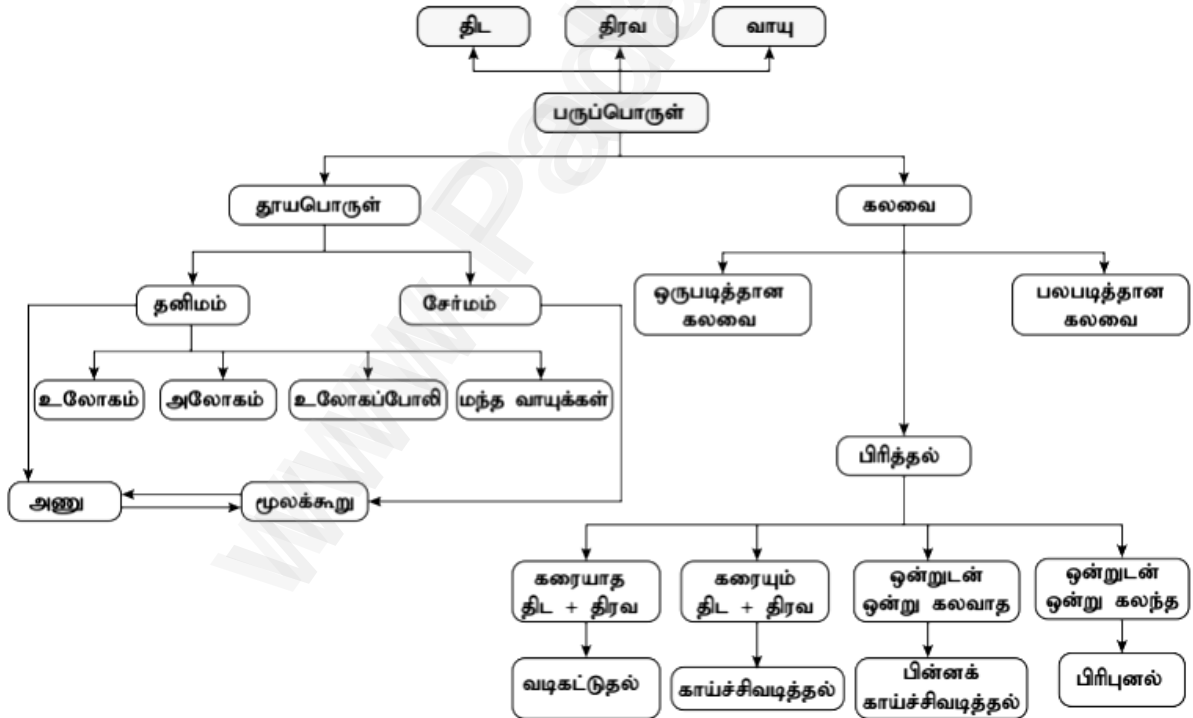 திட
திரவ
வாயு
பருப்பொருள்
தூயபொருள்
கலவை
தனிமம்
சேர்மம்
ஒருபடித்தான
கலவை
பலபடித்தான
கலவை
உலோகம்
அலோகம்
உலோகப்போலி
மந்த வாயுக்கள்
பிரித்தல்
அணு
மூலக்கூறு
கரையாத
திட + திரவ
கரையும்
திட + திரவ
ஒன்றுடன்
ஒன்று கலவாத
ஒன்றுடன்
ஒன்று கலந்த
வடிகட்டுதல்
காய்ச்சிவடித்தல்
பின்னக்
காய்ச்சிவடித்தல்
பிரிபுனல்
www.Pada